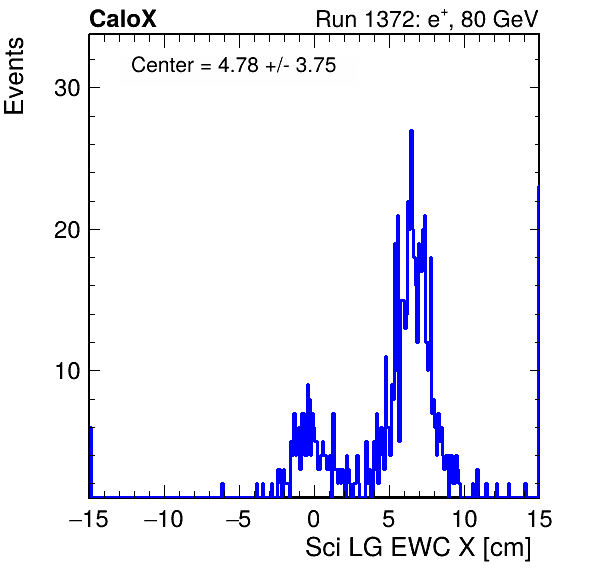 CaloX Run 1372: e⁺, 80 GeV
Events
Center = 4.78 +/- 3.75
30
20
10
−15 −10 −5 0 5 10 15
Sci LG EWC X [cm]